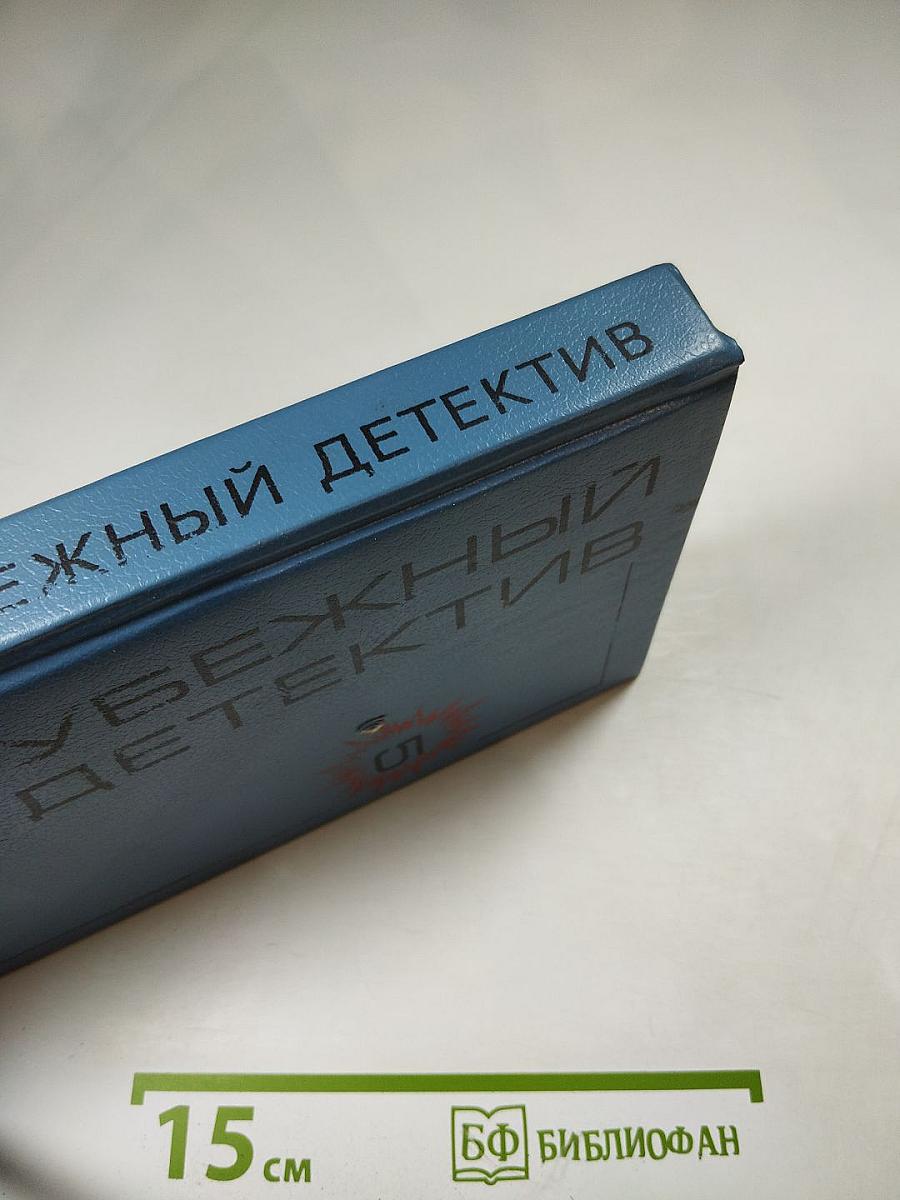 ЕЖНЫЙ ДЕТЕКТИВ
УБЕЖНЫЙ
ДЕТЕКТИВ
5
15 см
БФ БИБЛИОФАН